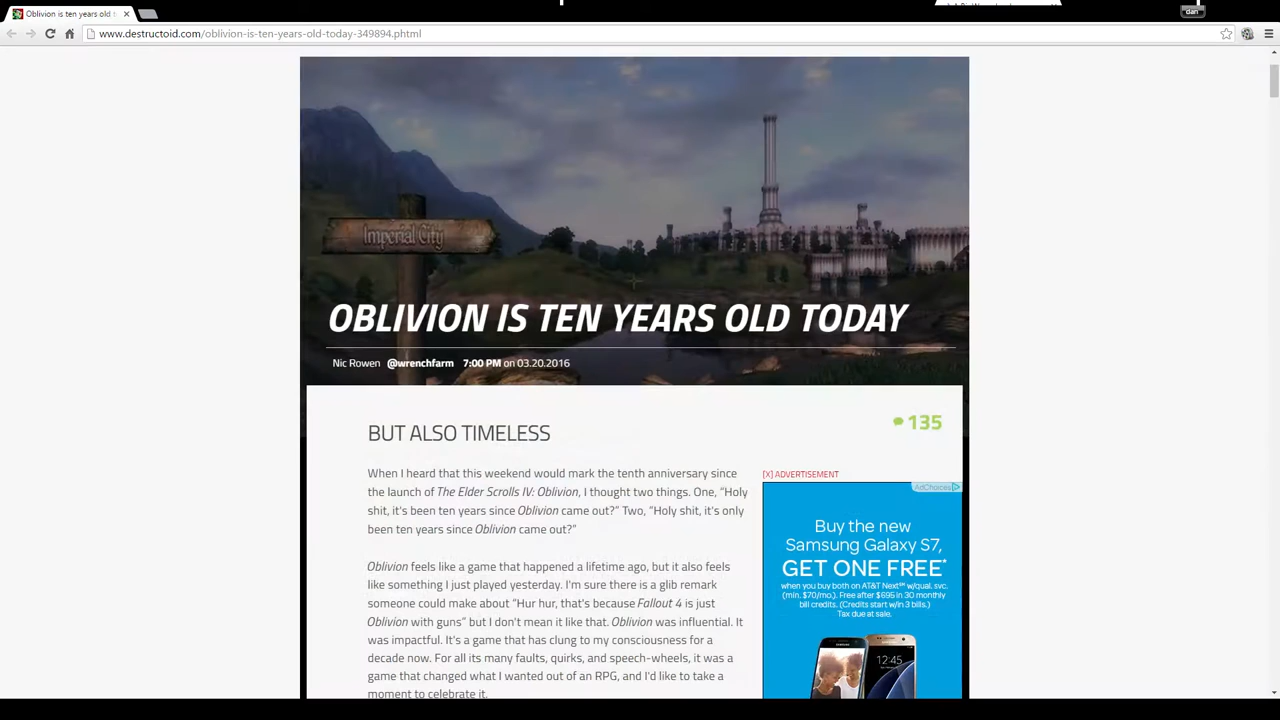 Oblivion is ten years old
dan
www.destructoid.com/oblivion-is-ten-years-old-today-349894.phtml
Imperial City
OBLIVION IS TEN YEARS OLD TODAY
Nic Rowen @wrenchfarm 7:00 PM on 03.20.2016
135
BUT ALSO TIMELESS
[X] ADVERTISEMENT
When I heard that this weekend would mark the tenth anniversary since
the launch of The Elder Scrolls IV: Oblivion, I thought two things. One, “Holy
shit, it's been ten years since Oblivion came out?” Two, “Holy shit, it's only
been ten years since Oblivion came out?”
Oblivion feels like a game that happened a lifetime ago, but it also feels
like something I just played yesterday. I'm sure there is a glib remark
someone could make about “Hur hur, that's because Fallout 4 is just
Oblivion with guns” but I don't mean it like that. Oblivion was influential. It
was impactful. It's a game that has clung to my consciousness for a
decade now. For all its many faults, quirks, and speech-wheels, it was a
game that changed what I wanted out of an RPG, and I'd like to take a
moment to celebrate it.
AdChoices
Buy the new
Samsung Galaxy S7,
GET ONE FREE*
when you buy both on AT&T Next℠ w/qual. svc.
(min. $70/mo.). Free after $695 in 30 monthly
bill credits. (Credits start w/in 3 bills.)
Tax due at sale.
12:45